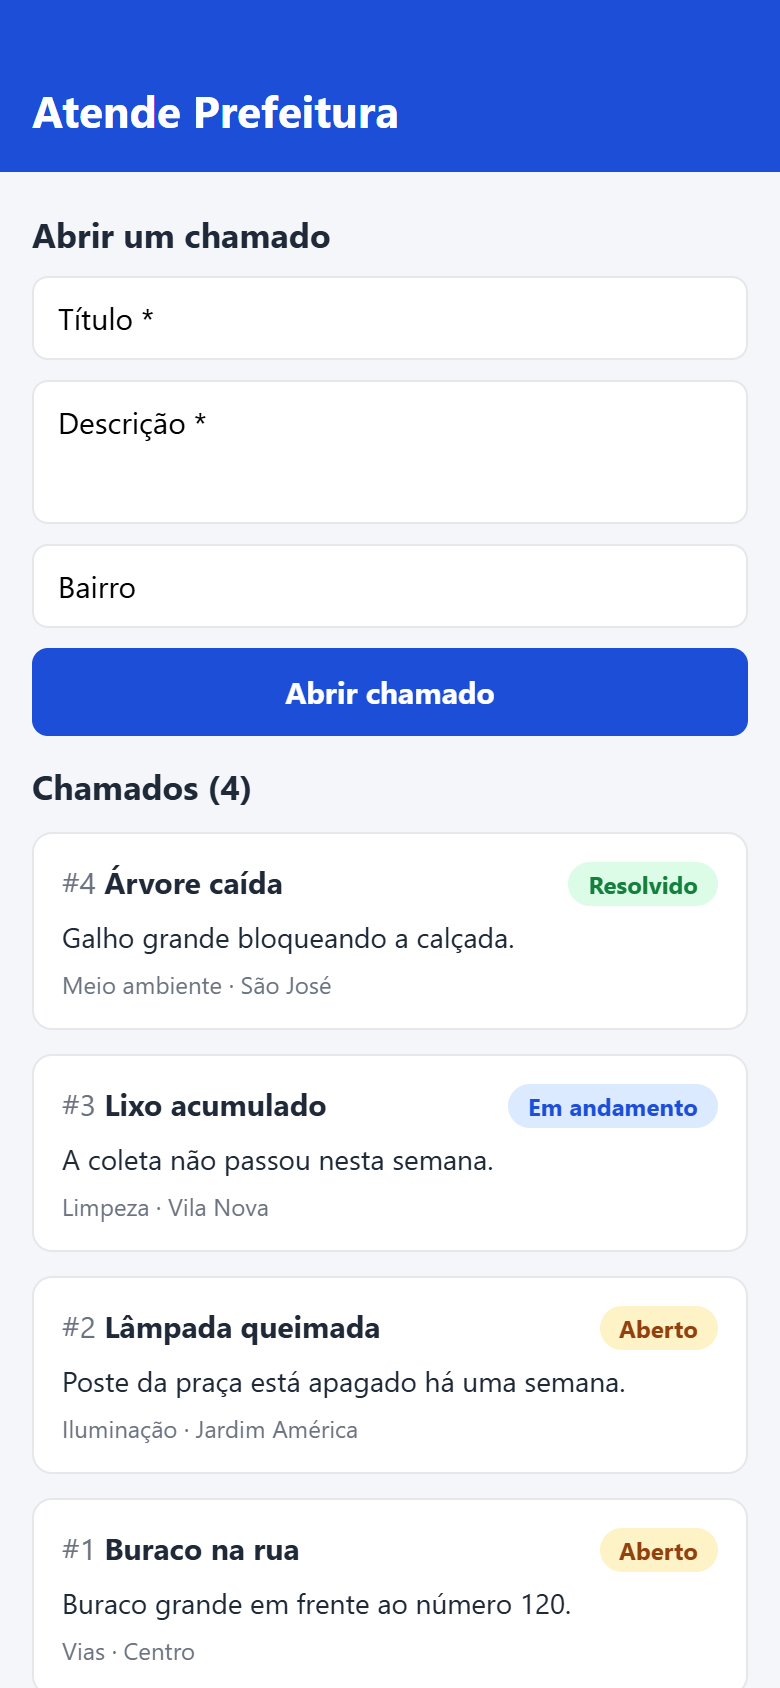 Atende Prefeitura
Abrir um chamado
Título *
Descrição *
Bairro
Abrir chamado
Chamados (4)
#4 Árvore caída
Resolvido
Galho grande bloqueando a calçada.
Meio ambiente · São José
#3 Lixo acumulado
Em andamento
A coleta não passou nesta semana.
Limpeza · Vila Nova
#2 Lâmpada queimada
Aberto
Poste da praça está apagado há uma semana.
Iluminação · Jardim América
#1 Buraco na rua
Aberto
Buraco grande em frente ao número 120.
Vias · Centro